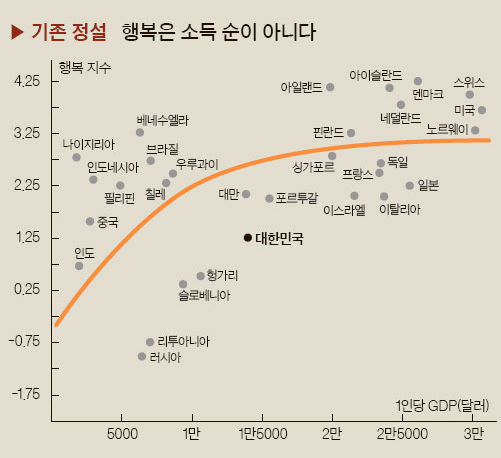 ▶ 기존 정설 행복은 소득 순이 아니다
행복 지수
4.25
3.25
2.25
1.25
0.25
-0.75
-1.75
아일랜드
아이슬란드
덴마크
스위스
네덜란드
미국
노르웨이
베네수엘라
핀란드
나이지리아
브라질
우루과이
싱가포르
독일
인도네시아
프랑스
필리핀
칠레
대만
포르투갈
이스라엘
이탈리아
일본
중국
대한민국
인도
헝가리
슬로베니아
리투아니아
러시아
1인당 GDP(달러)
5000 1만 1만5000 2만 2만5000 3만